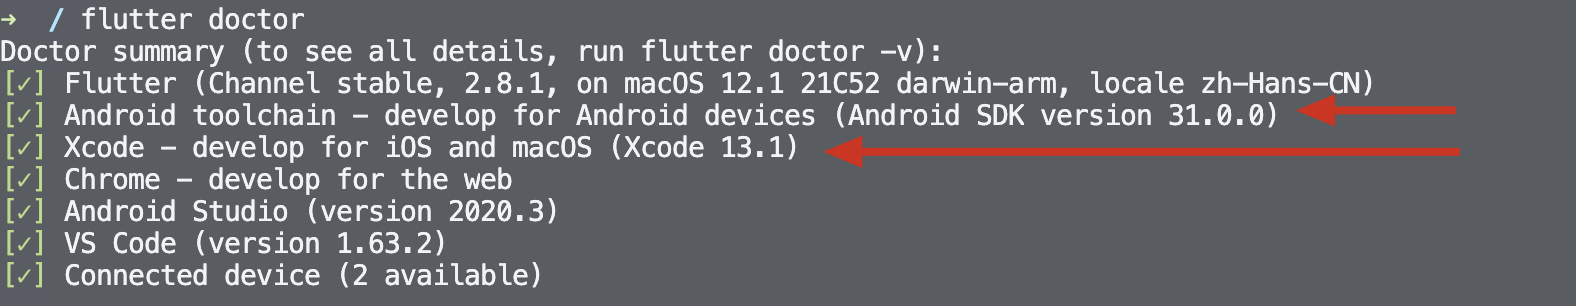 ➜  / flutter doctor
Doctor summary (to see all details, run flutter doctor -v):
[✓] Flutter (Channel stable, 2.8.1, on macOS 12.1 21C52 darwin-arm, locale zh-Hans-CN)
[✓] Android toolchain - develop for Android devices (Android SDK version 31.0.0)
[✓] Xcode - develop for iOS and macOS (Xcode 13.1)
[✓] Chrome - develop for the web
[✓] Android Studio (version 2020.3)
[✓] VS Code (version 1.63.2)
[✓] Connected device (2 available)